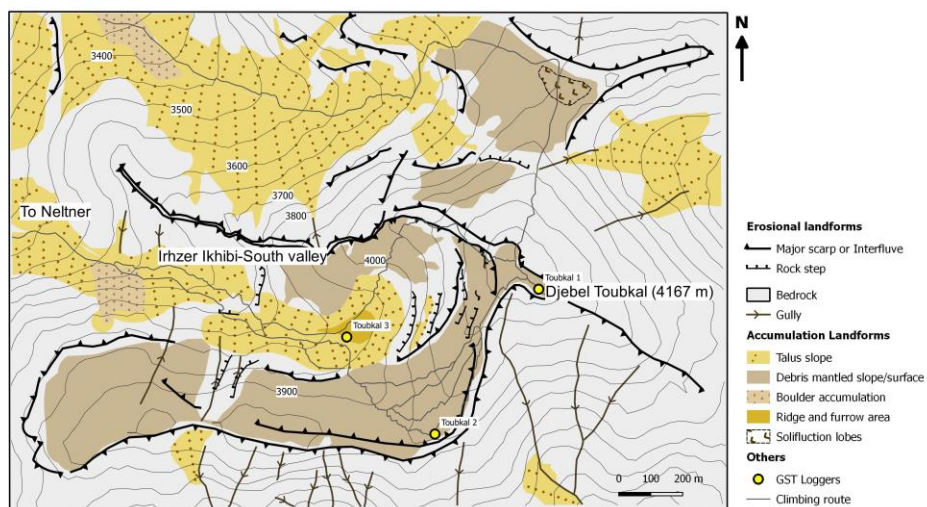 N
3400
3500
3600
3700
3800
To Neltner
Irhzer Ikhibi-South valley
4000
Toubkal 1
Djebel Toubkal (4167 m)
Toubkal 3
3900
Toubkal 2
0 100 200 m
Erosional landforms
Major scarp or Interfluve
Rock step
Bedrock
Gully
Accumulation Landforms
Talus slope
Debris mantled slope/surface
Boulder accumulation
Ridge and furrow area
Solifluction lobes
Others
GST Loggers
Climbing route